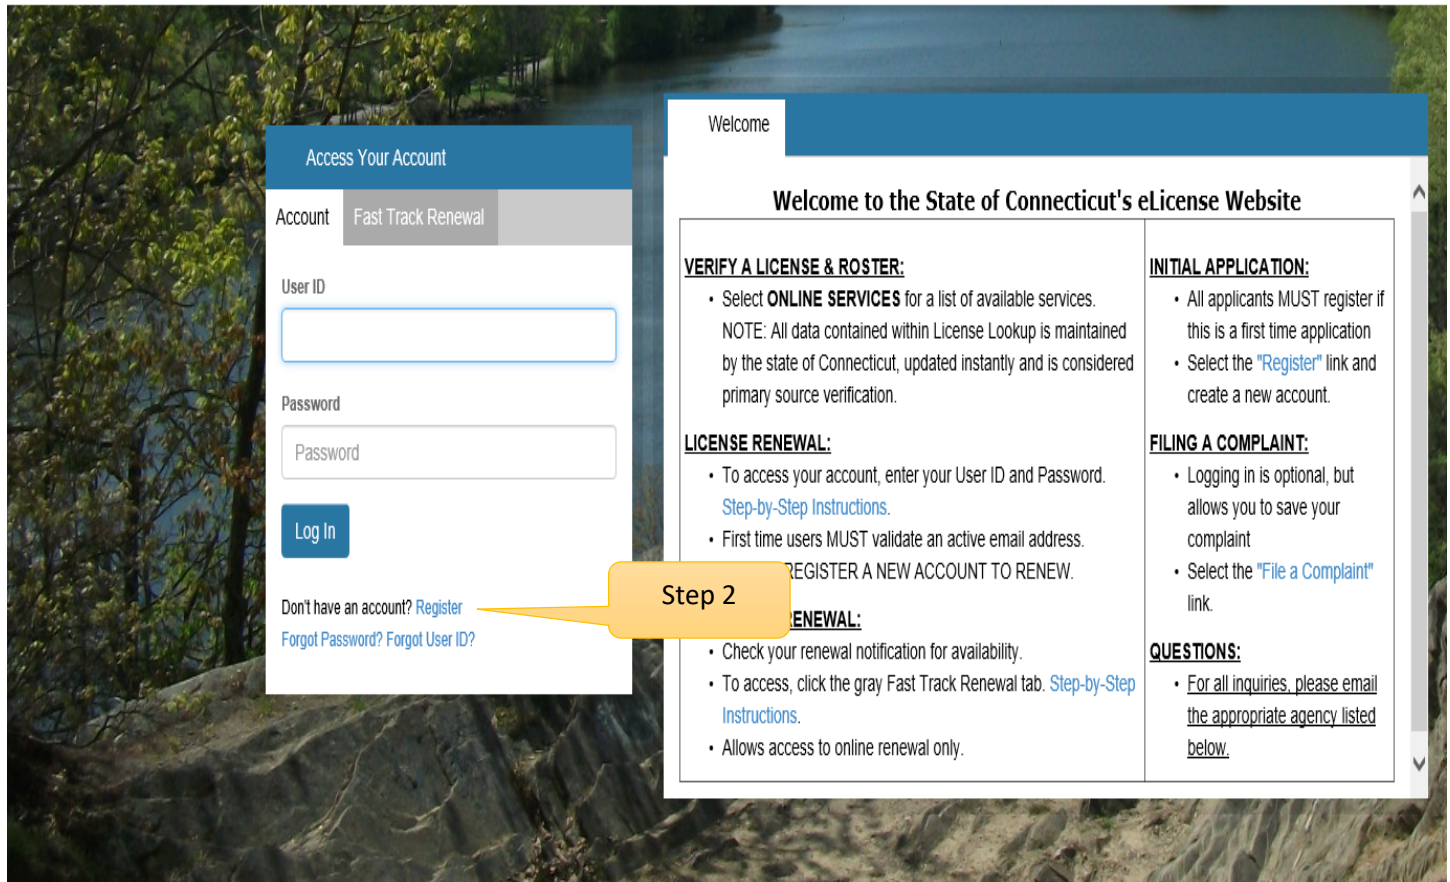 Access Your Account
Account
Fast Track Renewal
User ID
Password
Password
Log In
Don't have an account? Register
Forgot Password? Forgot User ID?
Step 2
Welcome
Welcome to the State of Connecticut's eLicense Website
VERIFY A LICENSE & ROSTER:
• Select ONLINE SERVICES for a list of available services.
NOTE: All data contained within License Lookup is maintained
by the state of Connecticut, updated instantly and is considered
primary source verification.
LICENSE RENEWAL:
• To access your account, enter your User ID and Password.
Step-by-Step Instructions.
• First time users MUST validate an active email address.
EGISTER A NEW ACCOUNT TO RENEW.
ENEWAL:
• Check your renewal notification for availability.
• To access, click the gray Fast Track Renewal tab. Step-by-Step
Instructions.
• Allows access to online renewal only.
INITIAL APPLICATION:
• All applicants MUST register if
this is a first time application
• Select the "Register" link and
create a new account.
FILING A COMPLAINT:
• Logging in is optional, but
allows you to save your
complaint
• Select the "File a Complaint"
link.
QUESTIONS:
• For all inquiries, please email
the appropriate agency listed
below.